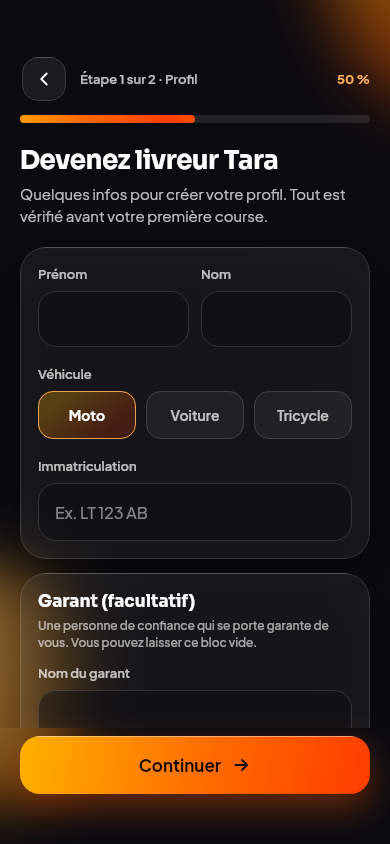 Étape 1 sur 2 · Profil
50 %
Devenez livreur Tara
Quelques infos pour créer votre profil. Tout est
vérifié avant votre première course.
Prénom
Nom
Véhicule
Moto
Voiture
Tricycle
Immatriculation
Ex. LT 123 AB
Garant (facultatif)
Une personne de confiance qui se porte garante de
vous. Vous pouvez laisser ce bloc vide.
Nom du garant
Continuer →